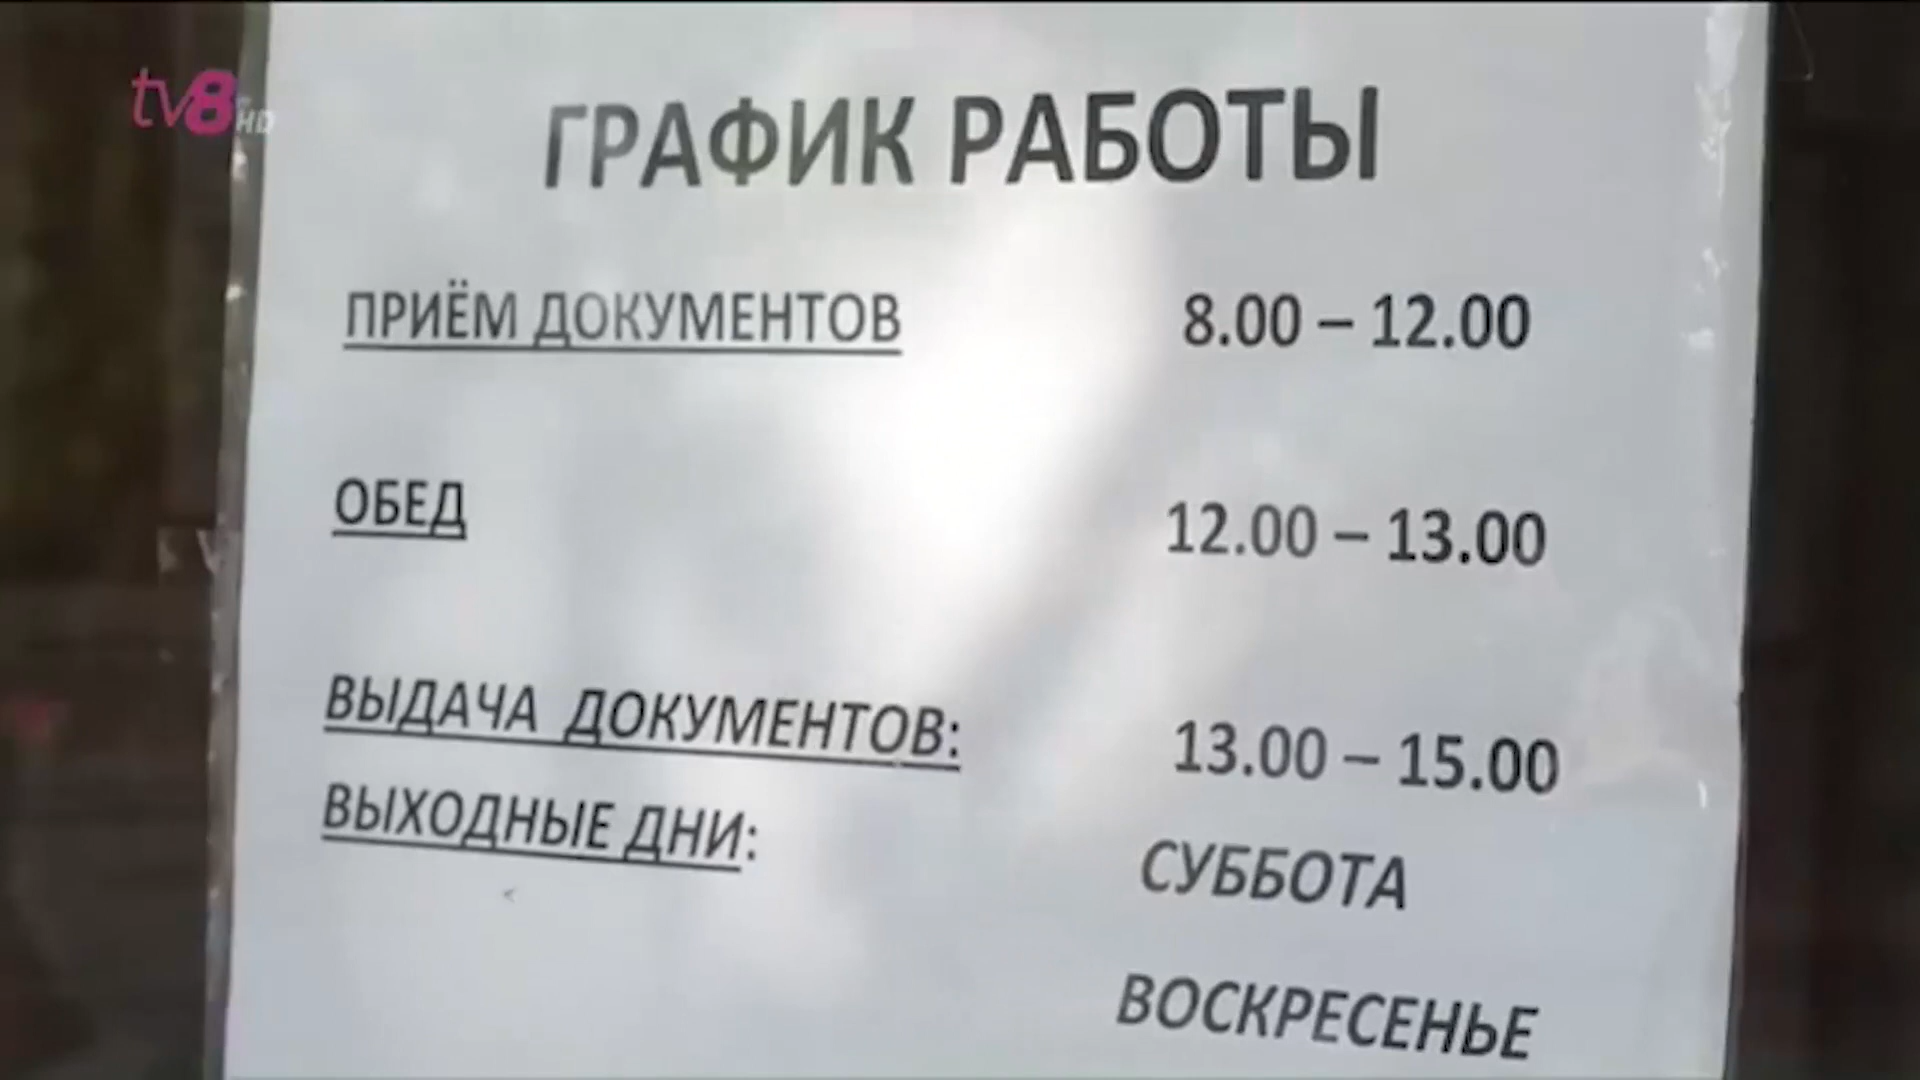 tv8 HD
ГРАФИК РАБОТЫ
ПРИЁМ ДОКУМЕНТОВ 8.00 – 12.00
ОБЕД 12.00 – 13.00
ВЫДАЧА ДОКУМЕНТОВ: 13.00 – 15.00
ВЫХОДНЫЕ ДНИ: СУББОТА
ВОСКРЕСЕНЬЕ